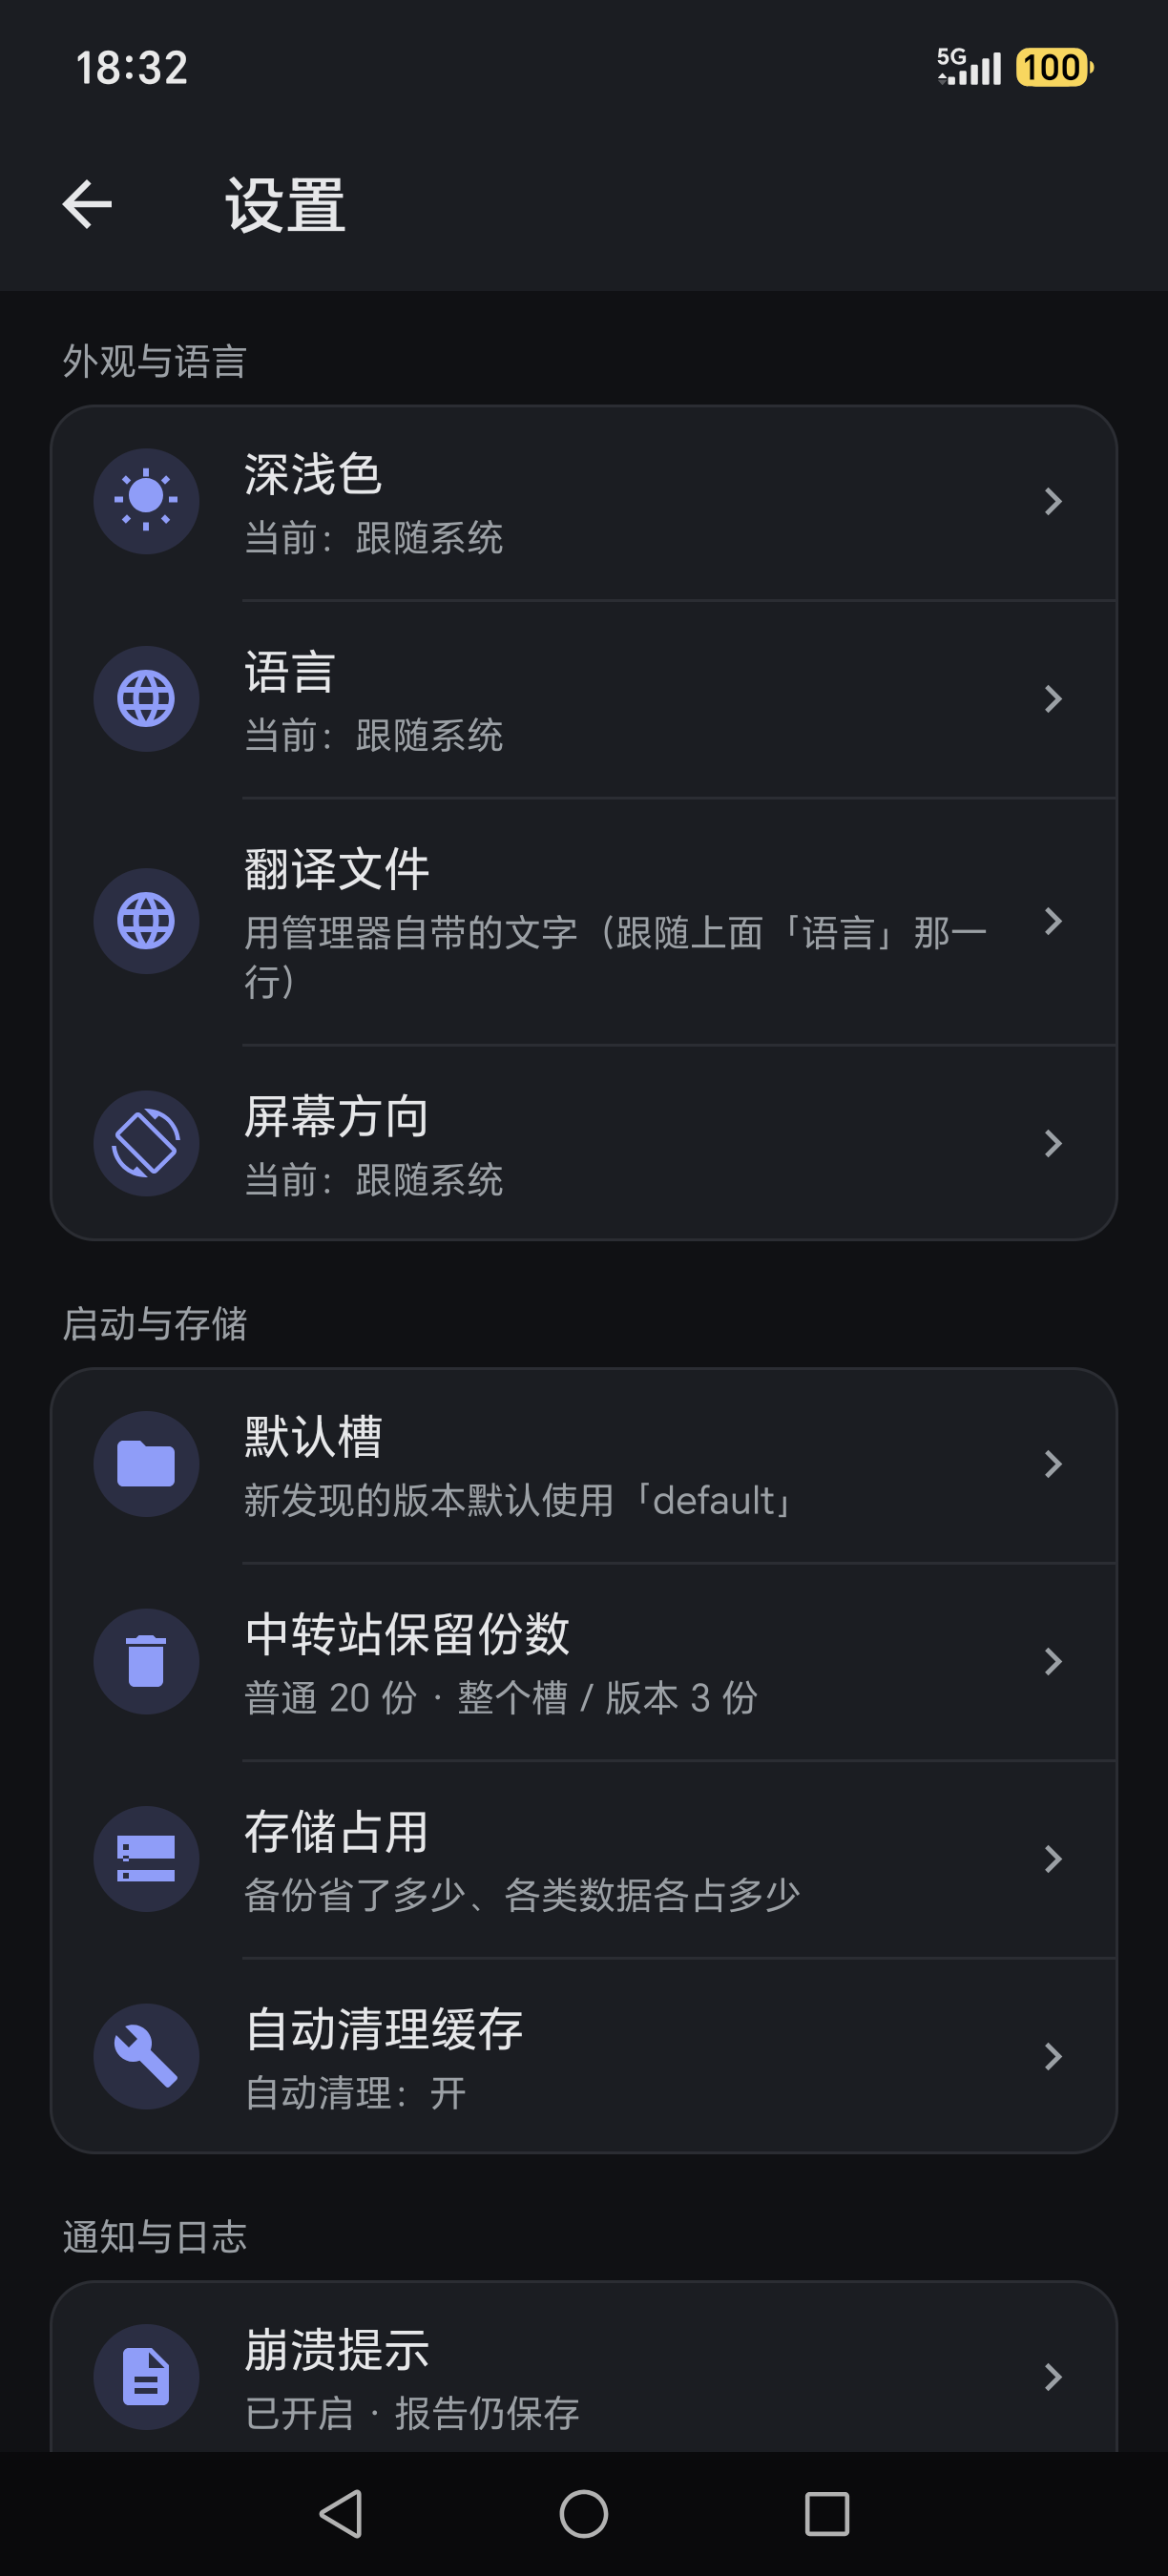 18:32
5G
100
设置
外观与语言
深浅色
当前：跟随系统
语言
当前：跟随系统
翻译文件
用管理器自带的文字（跟随上面「语言」那一
行）
屏幕方向
当前：跟随系统
启动与存储
默认槽
新发现的版本默认使用「default」
中转站保留份数
普通 20 份 · 整个槽 / 版本 3 份
存储占用
备份省了多少、各类数据各占多少
自动清理缓存
自动清理：开
通知与日志
崩溃提示
已开启 · 报告仍保存